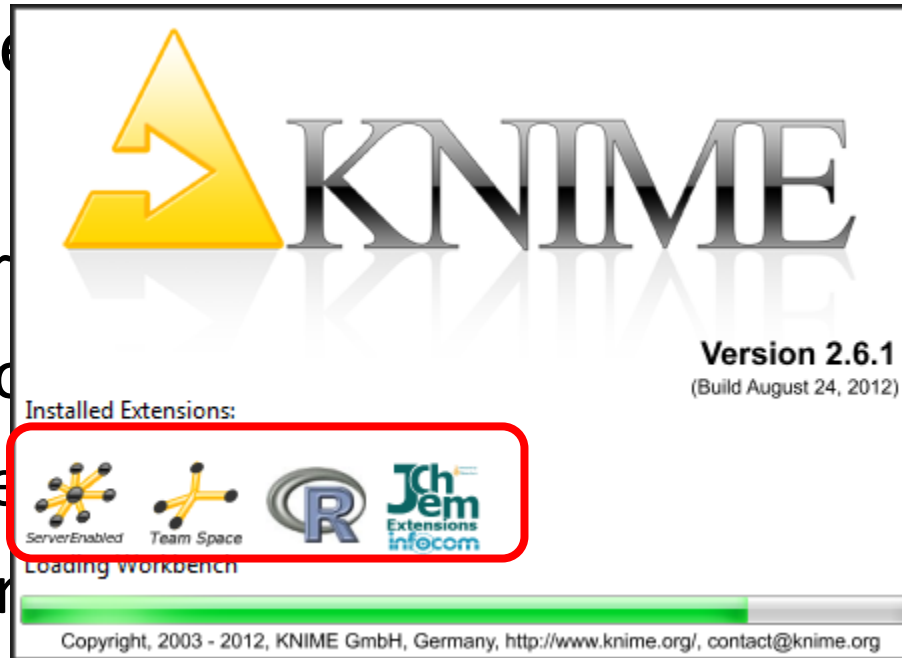 KNIME
Version 2.6.1
(Build August 24, 2012)
Installed Extensions:
ServerEnabled
Team Space
R
JChem
Extensions
infocom
Loading Workbench
Copyright, 2003 - 2012, KNIME GmbH, Germany, http://www.knime.org/, contact@knime.org